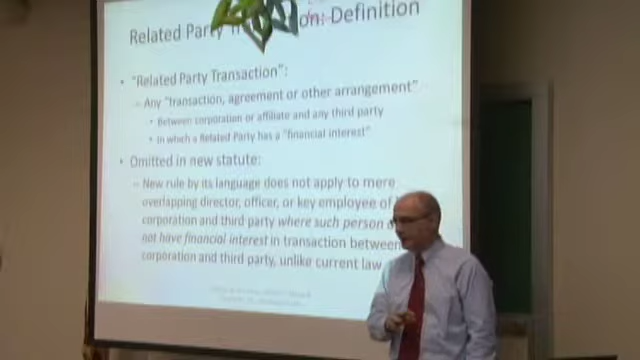 Related Party on: Definition
• "Related Party Transaction":
– Any "transaction, agreement or other arrangement"
• Between corporation or affiliate and any third party
• In which a Related Party has a "financial interest"
• Omitted in new statute:
– New rule by its language does not apply to mere
overlapping director, officer, or key employee of
corporation and third party where such person
not have financial interest in transaction between
corporation and third party, unlike current law